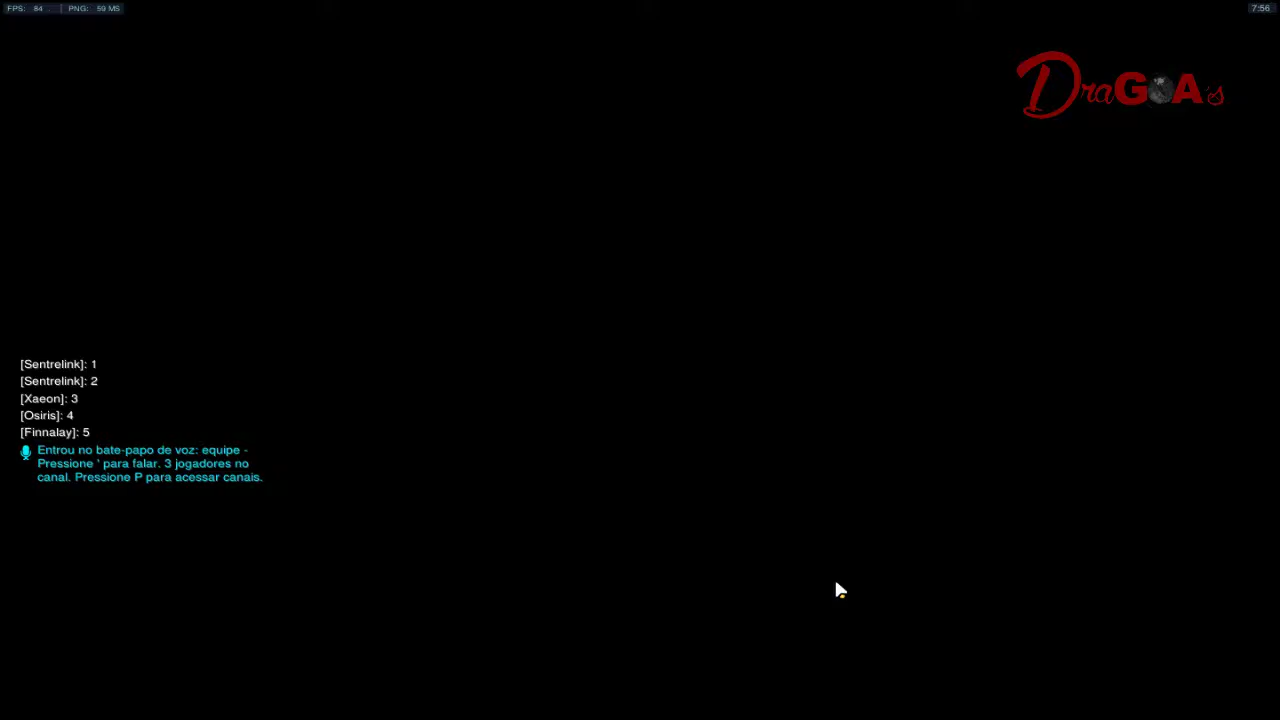 FPS: 84 | PNG: 59 MS
7:56
DraGOA's
[Sentrelink]: 1
[Sentrelink]: 2
[Xaeon]: 3
[Osiris]: 4
[Finnalay]: 5
Entrou no bate-papo de voz: equipe -
Pressione ' para falar. 3 jogadores no
canal. Pressione P para acessar canais.